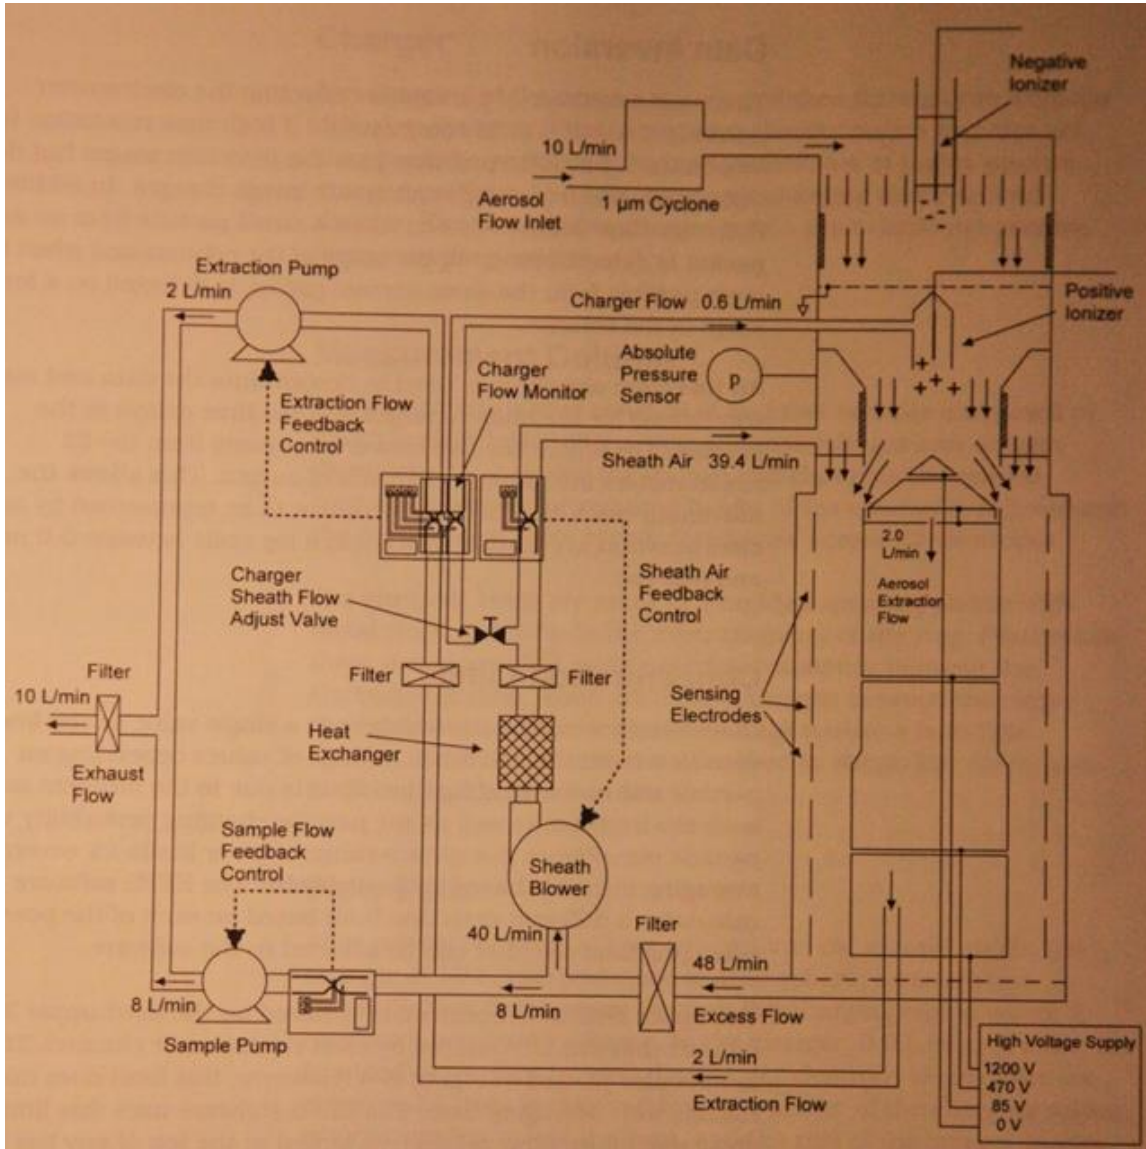 Negative
Ionizer
10 L/min
Aerosol
Flow Inlet
1 µm Cyclone
Extraction Pump
2 L/min
Charger Flow 0.6 L/min
Positive
Ionizer
Absolute
Pressure
Sensor
p
Charger
Flow Monitor
Extraction Flow
Feedback
Control
Sheath Air 39.4 L/min
2.0
L/min
Aerosol
Extraction
Flow
Charger
Sheath Flow
Adjust Valve
Sheath Air
Feedback
Control
Filter
10 L/min
Exhaust
Flow
Filter
Filter
Heat
Exchanger
Sensing
Electrodes
Sample Flow
Feedback
Control
Sheath
Blower
40 L/min
Filter
48 L/min
Excess Flow
8 L/min
8 L/min
Sample Pump
2 L/min
Extraction Flow
High Voltage Supply
1200 V
470 V
85 V
0 V